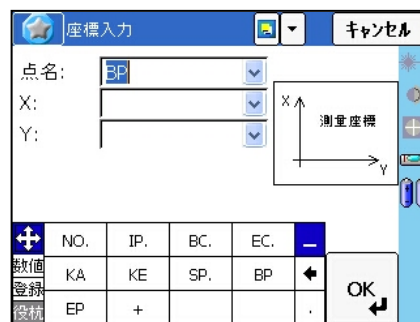 座標入力 キャンセル
点名: BP
X:
Y:
X
測量座標
Y
NO. IP. BC. EC. _
数値 KA KE SP. BP
登録
役杭 EP + .
OK